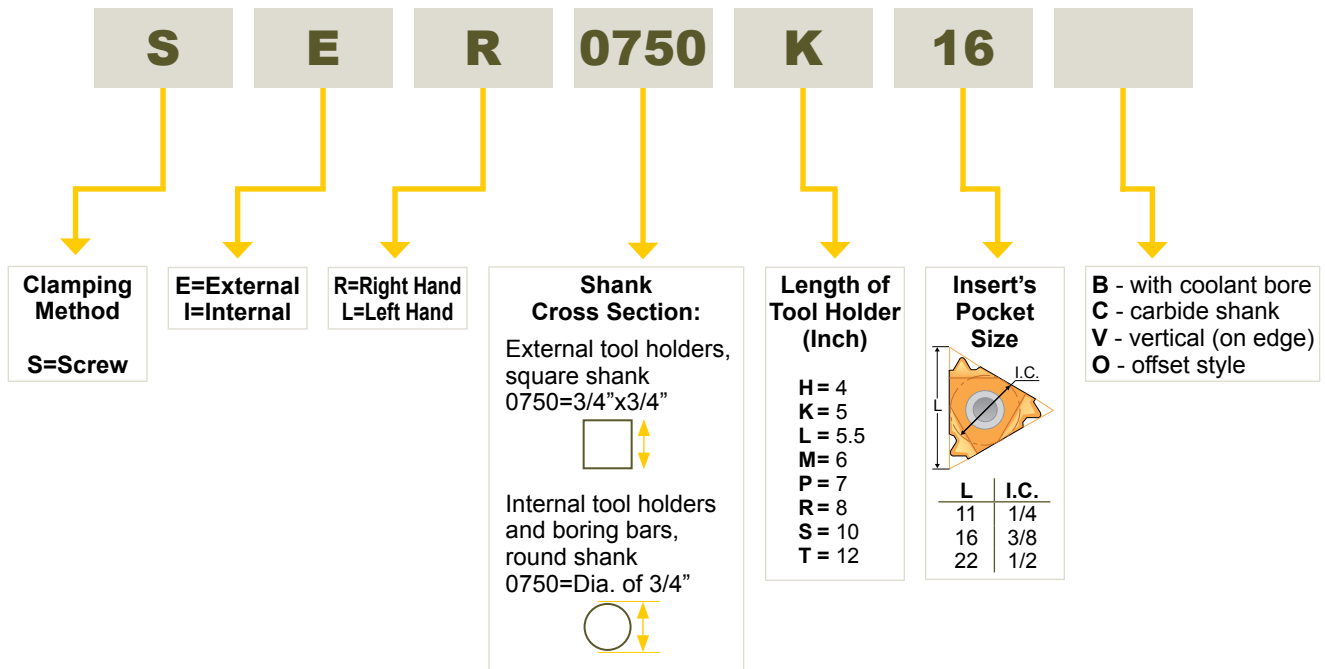 S E R 0750 K 16
Clamping
Method
S=Screw
E=External
I=Internal
R=Right Hand
L=Left Hand
Shank
Cross Section:
External tool holders,
square shank
0750=3/4”x3/4”
Internal tool holders
and boring bars,
round shank
0750=Dia. of 3/4”
Length of
Tool Holder
(Inch)
H = 4
K = 5
L = 5.5
M = 6
P = 7
R = 8
S = 10
T = 12
Insert’s
Pocket
Size
I.C.
L
L I.C.
11 1/4
16 3/8
22 1/2
B - with coolant bore
C - carbide shank
V - vertical (on edge)
O - offset style